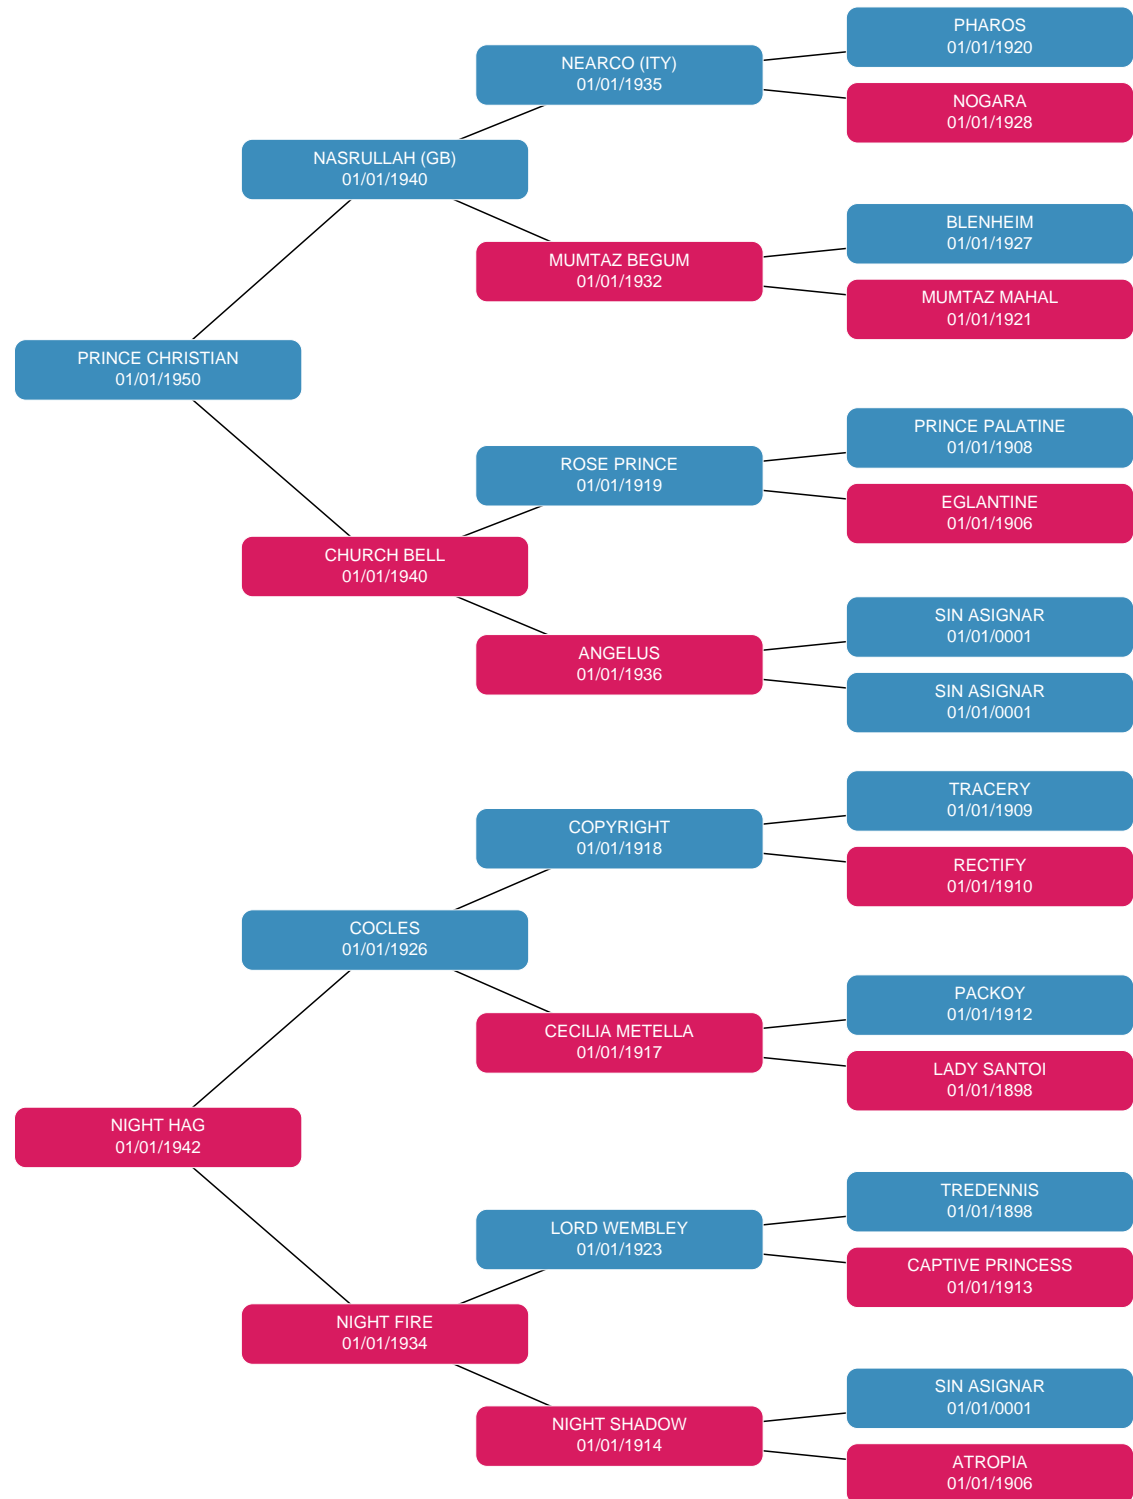 PHAROS
01/01/1920
NEARCO (ITY)
01/01/1935
NOGARA
01/01/1928
NASRULLAH (GB)
01/01/1940
BLENHEIM
01/01/1927
MUMTAZ BEGUM
01/01/1932
MUMTAZ MAHAL
01/01/1921
PRINCE CHRISTIAN
01/01/1950
PRINCE PALATINE
01/01/1908
ROSE PRINCE
01/01/1919
EGLANTINE
01/01/1906
CHURCH BELL
01/01/1940
SIN ASIGNAR
01/01/0001
ANGELUS
01/01/1936
SIN ASIGNAR
01/01/0001
TRACERY
01/01/1909
COPYRIGHT
01/01/1918
RECTIFY
01/01/1910
COCLES
01/01/1926
PACKOY
01/01/1912
CECILIA METELLA
01/01/1917
LADY SANTOI
01/01/1898
NIGHT HAG
01/01/1942
TREDENNIS
01/01/1898
LORD WEMBLEY
01/01/1923
CAPTIVE PRINCESS
01/01/1913
NIGHT FIRE
01/01/1934
SIN ASIGNAR
01/01/0001
NIGHT SHADOW
01/01/1914
ATROPIA
01/01/1906